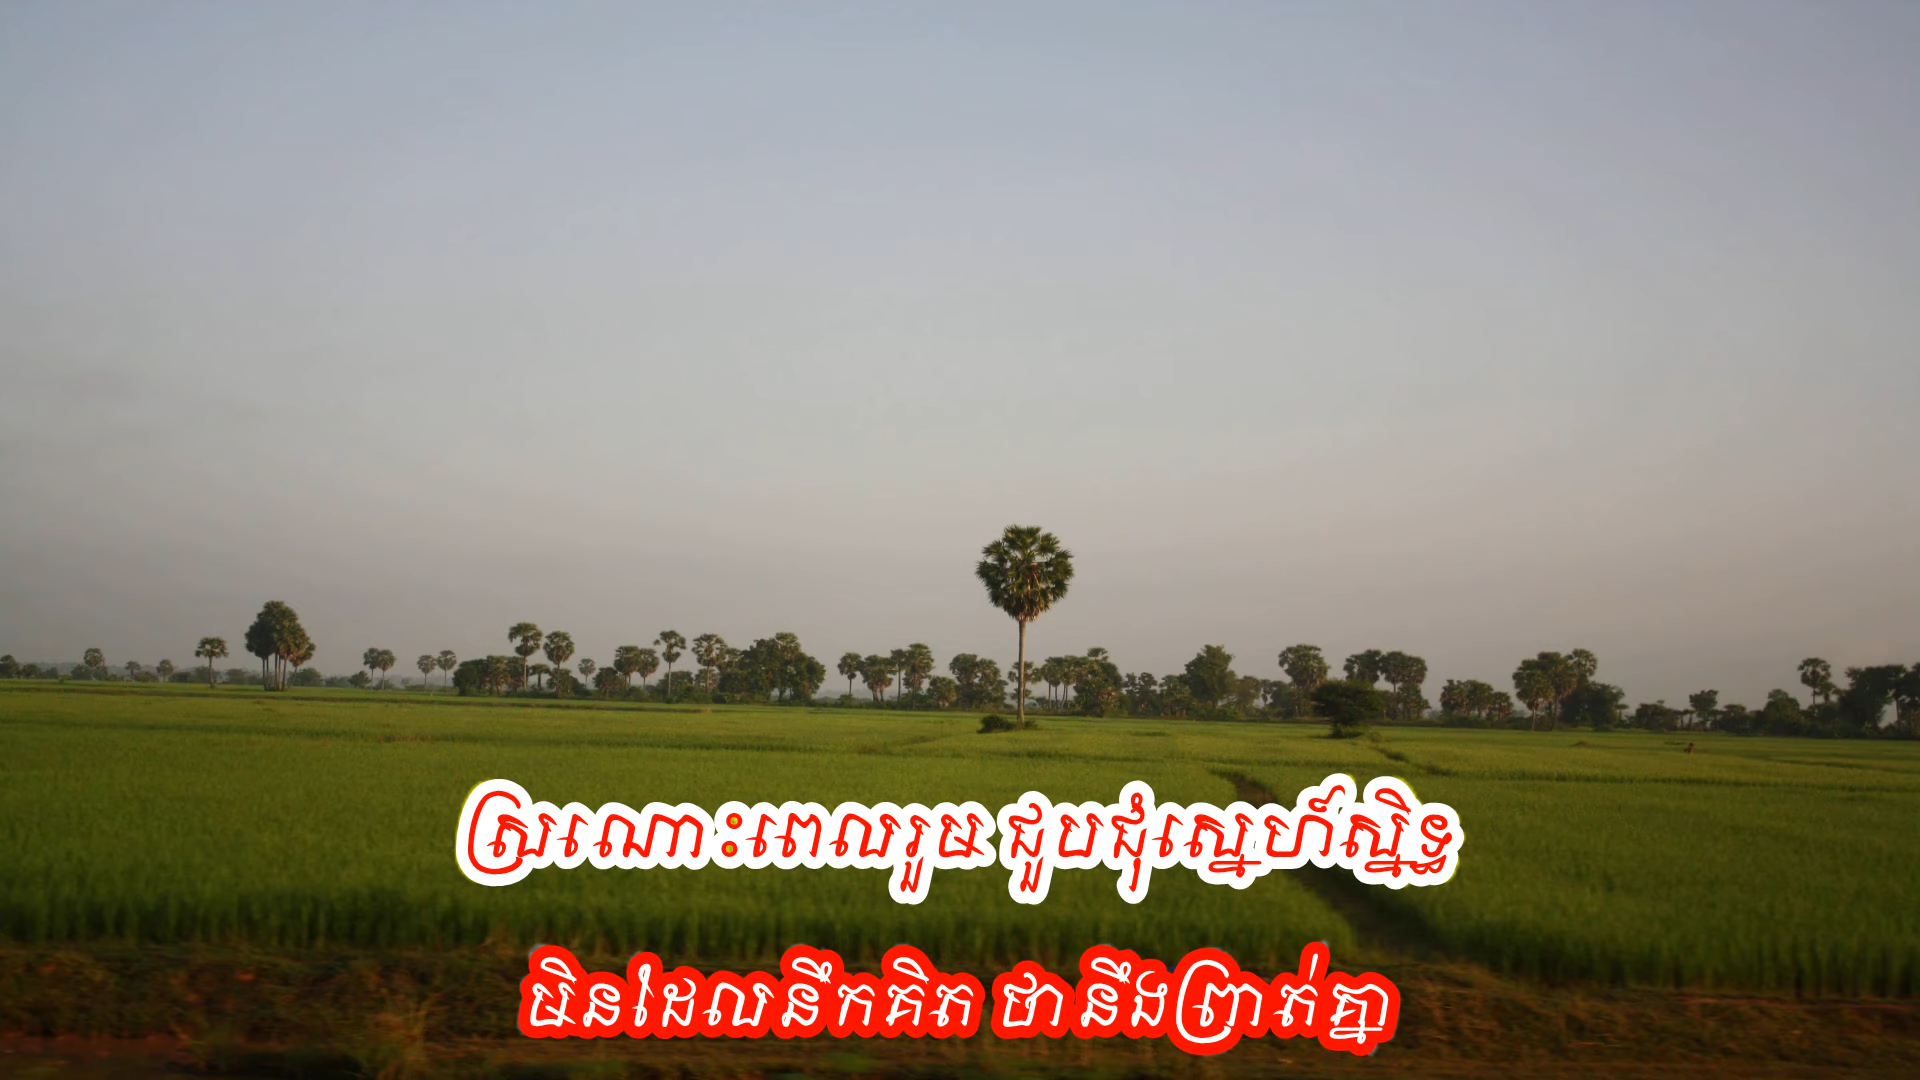 ស្រណោះពេលរួម ជួបជុំស្នេហ៍ស្និទ្ធ
មិនដែលនឹកគិត ថានឹងព្រាត់គ្នា